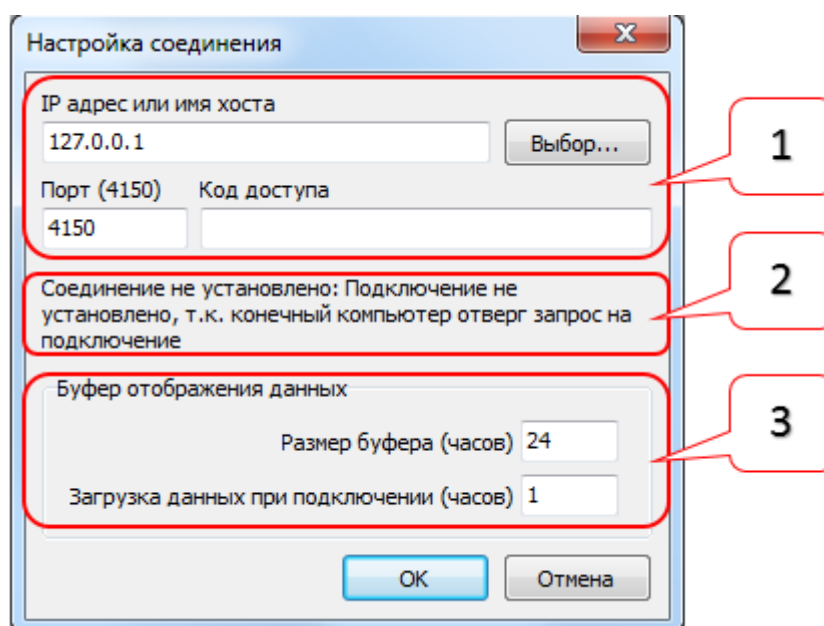 Настройка соединения
IP адрес или имя хоста
127.0.0.1
Выбор...
1
Порт (4150) Код доступа
4150
Соединение не установлено: Подключение не
установлено, т.к. конечный компьютер отверг запрос на
подключение
2
Буфер отображения данных
Размер буфера (часов) 24
Загрузка данных при подключении (часов) 1
3
OK
Отмена